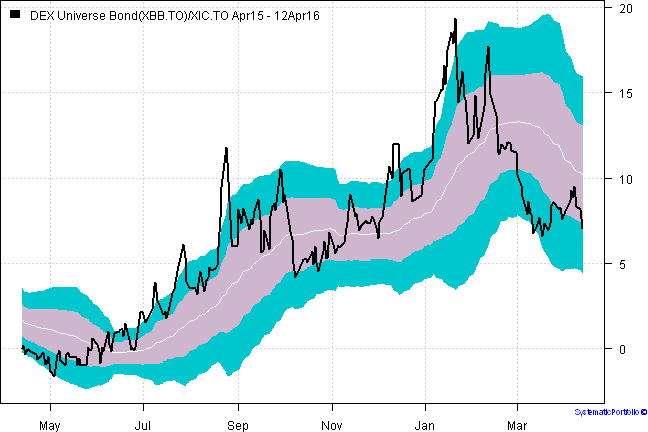 DEX Universe Bond(XBB.TO)/XIC.TO Apr15 - 12Apr16
20
15
10
5
0
May Jul Sep Nov Jan Mar
SystematicPortfolio ©